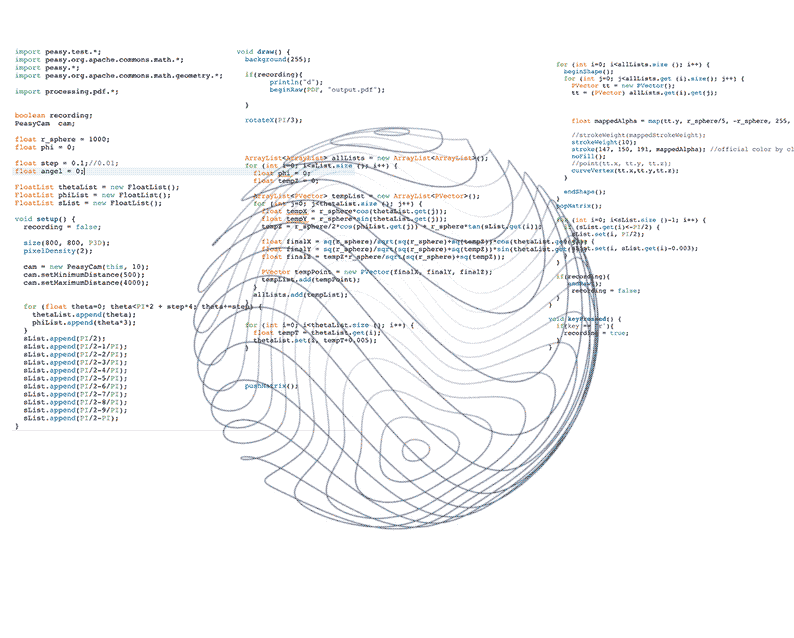 import peasy.test.*;
import peasy.org.apache.commons.math.*;
import peasy.*;
import peasy.org.apache.commons.math.geometry.*;
import processing.pdf.*;
boolean recording;
PeasyCam cam;
float r_sphere = 1000;
float phi = 0;
float step = 0.1;//0.01;
float angel = 0;
FloatList thetaList = new FloatList();
FloatList phiList = new FloatList();
FloatList sList = new FloatList();
void setup() {
recording = false;
size(800, 800, P3D);
pixelDensity(2);
cam = new PeasyCam(this, 100);
cam.setMinimumDistance(500);
cam.setMaximumDistance(4000);
for (float theta=0; theta<PI*2 + step*4; theta+=step) {
thetaList.append(theta);
phiList.append(theta*3);
}
sList.append(PI/2);
sList.append(PI/2-1/PI);
sList.append(PI/2-2/PI);
sList.append(PI/2-3/PI);
sList.append(PI/2-4/PI);
sList.append(PI/2-5/PI);
sList.append(PI/2-6/PI);
sList.append(PI/2-7/PI);
sList.append(PI/2-8/PI);
sList.append(PI/2-9/PI);
sList.append(PI/2-PI);
}
void draw() {
background(255);
if(recording){
println("d");
beginRaw(PDF, "output.pdf");
}
rotateX(PI/3);
ArrayList<ArrayList> allLists = new ArrayList<ArrayList>();
for (int i=0; i<sList.size (); i++) {
float phi = 0;
float tempZ = 0;
ArrayList<PVector> tempList = new ArrayList<PVector>();
for (int j=0; j<thetaList.size (); j++) {
float tempX = r_sphere*cos(thetaList.get(j));
float tempY = r_sphere*sin(thetaList.get(j));
tempZ = r_sphere/2*cos(phiList.get(j)) + r_sphere*tan(sList.get(i));
float finalX = sq(r_sphere)/sqrt(sq(r_sphere)+sq(tempZ))*cos(thetaList.get(j));
float finalY = sq(r_sphere)/sqrt(sq(r_sphere)+sq(tempZ))*sin(thetaList.get(j));
float finalZ = tempZ*r_sphere/sqrt(sq(r_sphere)+sq(tempZ));
PVector tempPoint = new PVector(finalX, finalY, finalZ);
tempList.add(tempPoint);
}
allLists.add(tempList);
}
for (int i=0; i<thetaList.size (); i++) {
float tempT = thetaList.get(i);
thetaList.set(i, tempT+0.005);
}
pushMatrix();
for (int i=0; i<allLists.size (); i++) {
beginShape();
for (int j=0; j<allLists.get (i).size(); j++) {
PVector tt = new PVector();
tt = (PVector) allLists.get(i).get(j);
float mappedAlpha = map(tt.y, r_sphere/5, -r_sphere, 255,
//strokeWeight(mappedStrokeWeight);
strokeWeight(10);
stroke(147, 150, 191, mappedAlpha); //official color by cl
noFill();
//point(tt.x, tt.y, tt.z);
curveVertex(tt.x,tt.y,tt.z);
}
endShape();
}
popMatrix();
for (int i=0; i<sList.size ()-1; i++) {
if (sList.get(i)<-PI/2) {
sList.set(i, PI/2);
}
sList.set(i, sList.get(i)-0.003);
}
if(recording){
endRaw();
recording = false;
}
}
void keyPressed() {
if(key == 'r'){
recording = true;
}
}